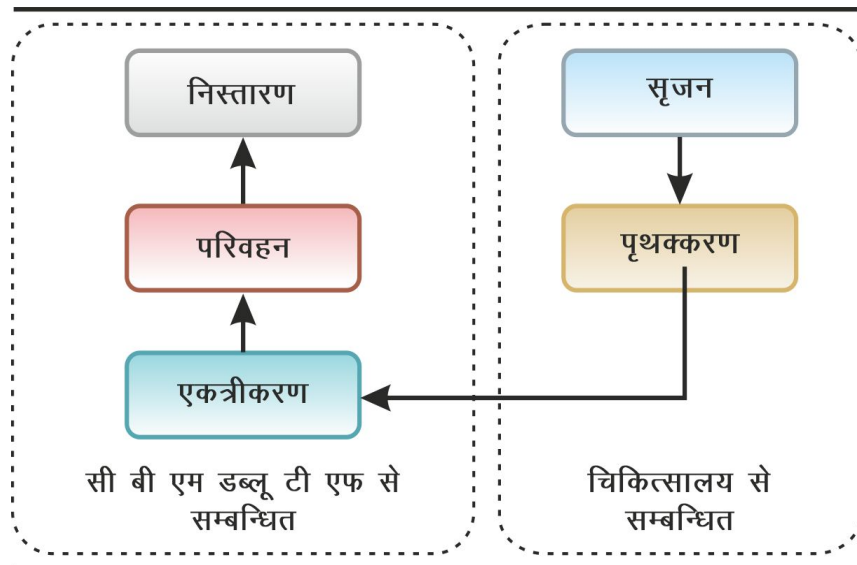 निस्तारण
परिवहन
एकत्रीकरण
सी बी एम डब्लू टी एफ से
सम्बन्धित
सृजन
पृथक्करण
चिकित्सालय से
सम्बन्धित